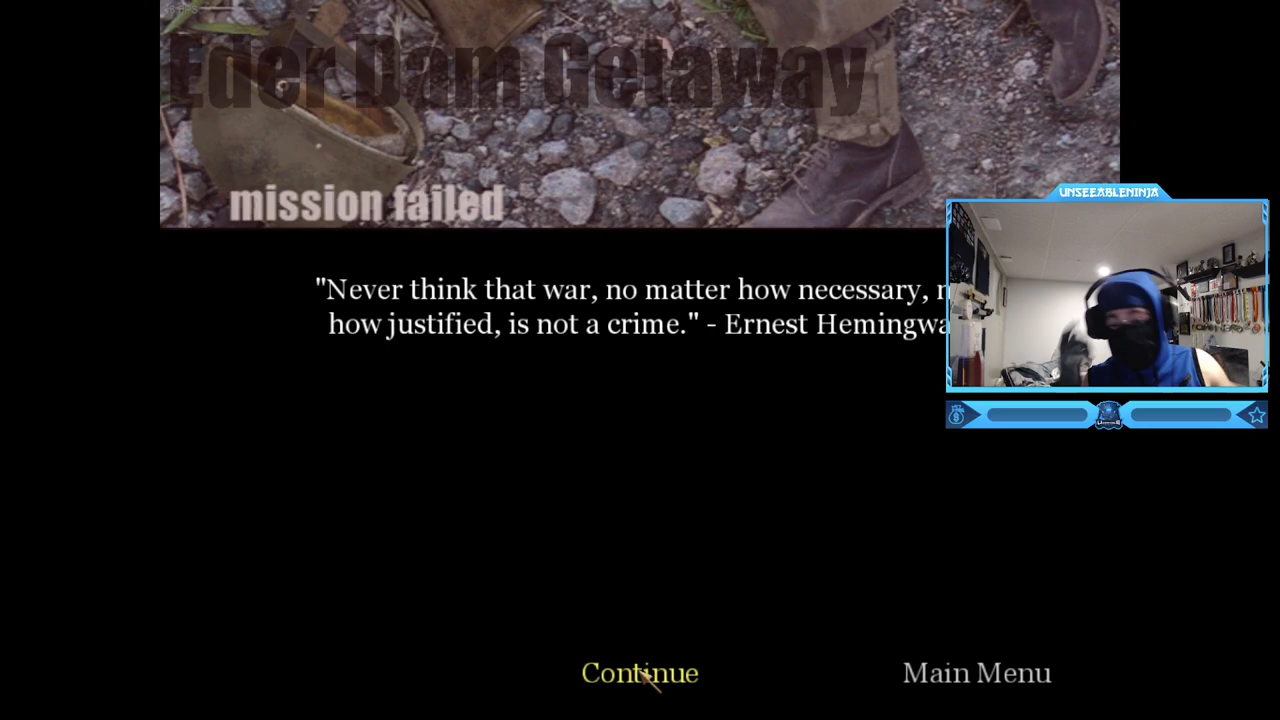 Eder Dam Getaway
mission failed
UNSEEABLENINJA
"Never think that war, no matter how necessary,
how justified, is not a crime." - Ernest
Continue
Main Menu